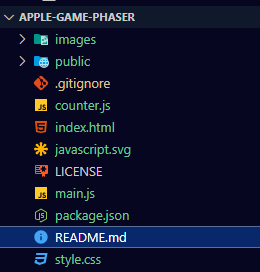 APPLE-GAME-PHASER
images
public
.gitignore
counter.js
index.html
javascript.svg
LICENSE
main.js
package.json
README.md
style.css